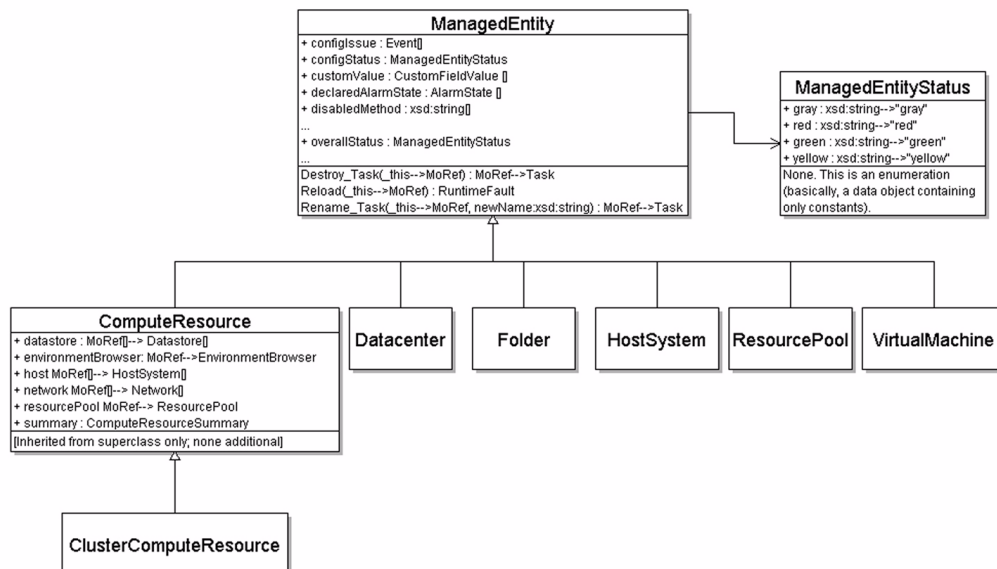 ManagedEntity
+ configIssue : Event[]
+ configStatus : ManagedEntityStatus
+ customValue : CustomFieldValue []
+ declaredAlarmState : AlarmState []
+ disabledMethod : xsd:string[]
...
+ overallStatus : ManagedEntityStatus
...
Destroy_Task(_this-->MoRef) : MoRef-->Task
Reload(_this-->MoRef) : RuntimeFault
Rename_Task(_this-->MoRef, newName:xsd:string) : MoRef-->Task
ManagedEntityStatus
+ gray : xsd:string-->"gray"
+ red : xsd:string-->"red"
+ green : xsd:string-->"green"
+ yellow : xsd:string-->"yellow"
None. This is an enumeration
(basically, a data object containing
only constants).
ComputeResource
+ datastore : MoRef[]--> Datastore[]
+ environmentBrowser: MoRef-->EnvironmentBrowser
+ host MoRef[]--> HostSystem[]
+ network MoRef[]--> Network[]
+ resourcePool MoRef--> ResourcePool
+ summary : ComputeResourceSummary
[Inherited from superclass only; none additional]
Datacenter
Folder
HostSystem
ResourcePool
VirtualMachine
ClusterComputeResource